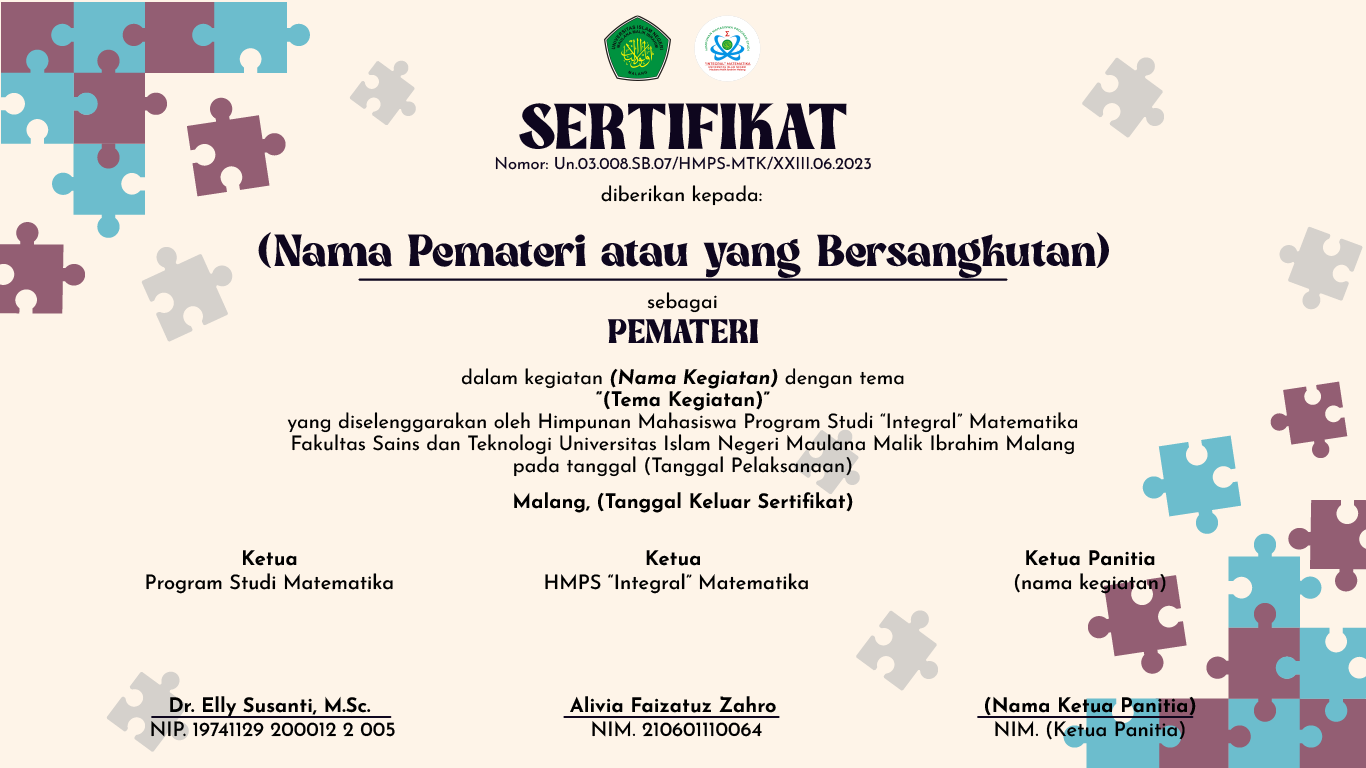 SERTIFIKAT
Nomor: Un.03.008.SB.07/HMPS-MTK/XXIII.06.2023
diberikan kepada:
(Nama Pemateri atau yang Bersangkutan)
sebagai
PEMATERI
dalam kegiatan (Nama Kegiatan) dengan tema
"(Tema Kegiatan)"
yang diselenggarakan oleh Himpunan Mahasiswa Program Studi "Integral" Matematika
Fakultas Sains dan Teknologi Universitas Islam Negeri Maulana Malik Ibrahim Malang
pada tanggal (Tanggal Pelaksanaan)
Malang, (Tanggal Keluar Sertifikat)
Ketua
Program Studi Matematika
Dr. Elly Susanti, M.Sc.
NIP. 19741129 200012 2 005
Ketua
HMPS "Integral" Matematika
Alivia Faizatuz Zahro
NIM. 210601110064
Ketua Panitia
(nama kegiatan)
(Nama Ketua Panitia)
NIM. (Ketua Panitia)